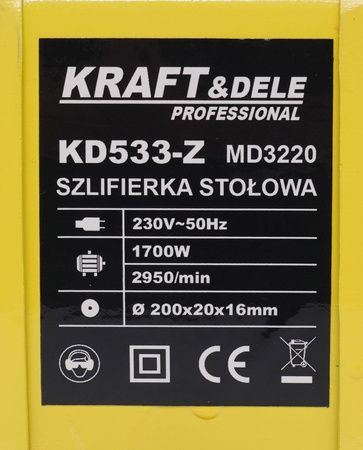 KRAFT&DELE
PROFESSIONAL
KD533-Z MD3220
SZLIFIERKA STOŁOWA
230V~50Hz
1700W
2950/min
Ø 200x20x16mm
CE